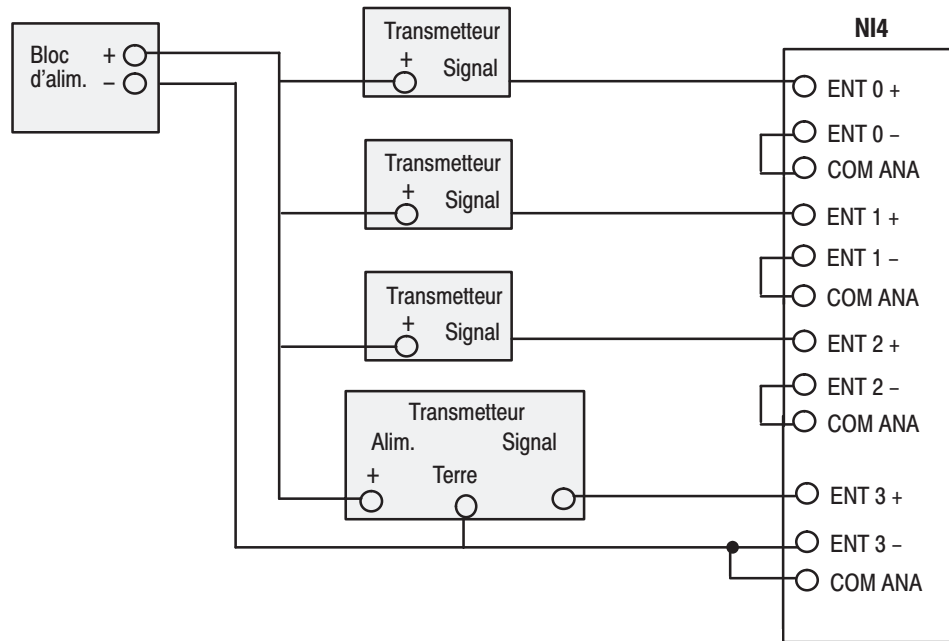 Bloc
d’alim.
+
–
Transmetteur
+
Signal
Transmetteur
+
Signal
Transmetteur
+
Signal
Transmetteur
Alim.
Signal
+
Terre
NI4
ENT 0 +
ENT 0 –
COM ANA
ENT 1 +
ENT 1 –
COM ANA
ENT 2 +
ENT 2 –
COM ANA
ENT 3 +
ENT 3 –
COM ANA